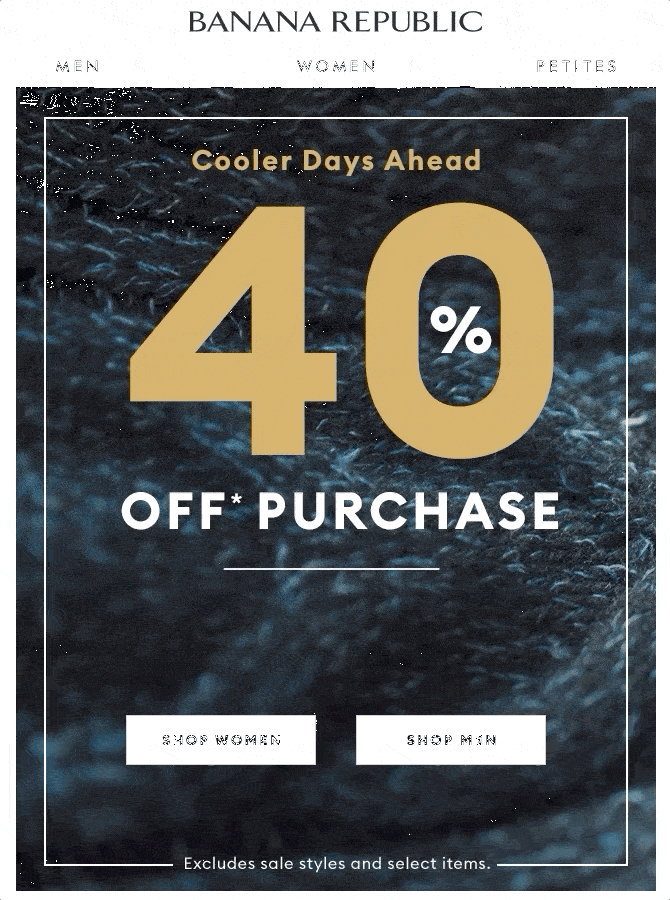 BANANA REPUBLIC
MEN WOMEN PETITES
Cooler Days Ahead
40%
OFF* PURCHASE
SHOP WOMEN SHOP MEN
Excludes sale styles and select items.